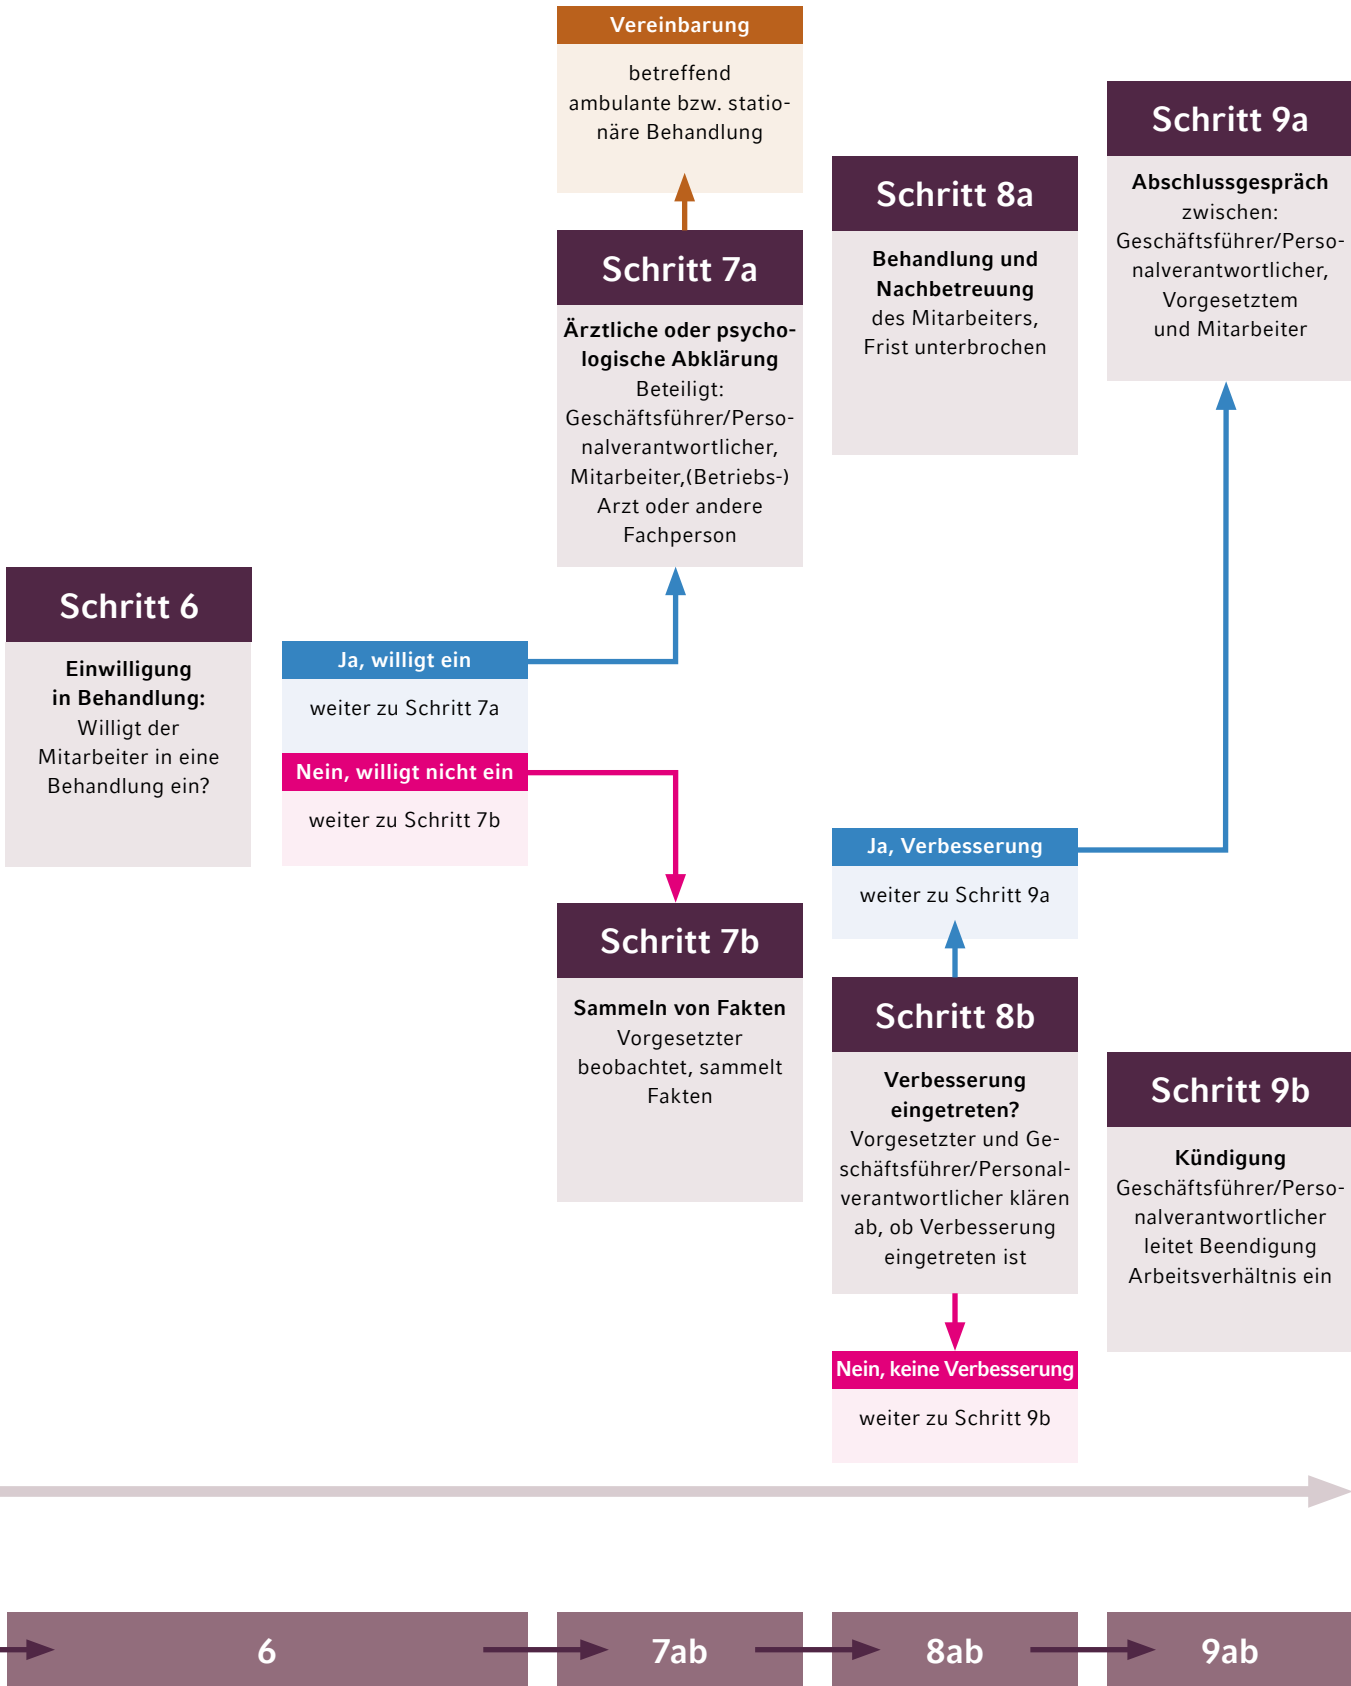 Schritt 6
Einwilligung
in Behandlung:
Willigt der
Mitarbeiter in eine
Behandlung ein?
Ja, willigt ein
weiter zu Schritt 7a
Nein, willigt nicht ein
weiter zu Schritt 7b
Vereinbarung
betreffend
ambulante bzw. statio-
näre Behandlung
Schritt 7a
Ärztliche oder psycho-
logische Abklärung
Beteiligt:
Geschäftsführer/Perso-
nalverantwortlicher,
Mitarbeiter,(Betriebs-)
Arzt oder andere
Fachperson
Schritt 7b
Sammeln von Fakten
Vorgesetzter
beobachtet, sammelt
Fakten
Schritt 8a
Behandlung und
Nachbetreuung
des Mitarbeiters,
Frist unterbrochen
Ja, Verbesserung
weiter zu Schritt 9a
Schritt 8b
Verbesserung
eingetreten?
Vorgesetzter und Ge-
schäftsführer/Personal-
verantwortlicher klären
ab, ob Verbesserung
eingetreten ist
Nein, keine Verbesserung
weiter zu Schritt 9b
Schritt 9a
Abschlussgespräch
zwischen:
Geschäftsführer/Perso-
nalverantwortlicher,
Vorgesetztem
und Mitarbeiter
Schritt 9b
Kündigung
Geschäftsführer/Perso-
nalverantwortlicher
leitet Beendigung
Arbeitsverhältnis ein
6
7ab
8ab
9ab